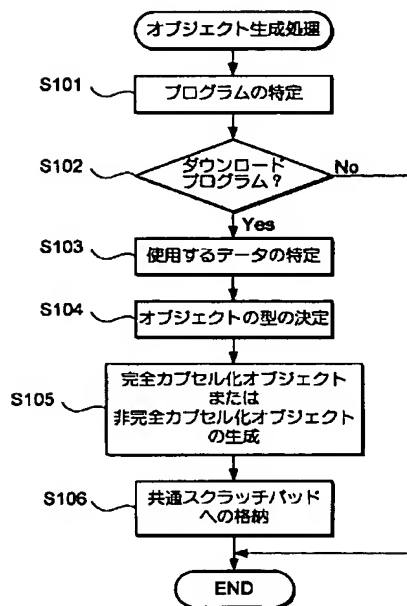 オブジェクト生成処理
S101
プログラムの特定
S102
ダウンロード
プログラム？
No
Yes
S103
使用するデータの特定
S104
オブジェクトの型の決定
S105
完全カプセル化オブジェクト
または
非完全カプセル化オブジェクト
の生成
S106
共通スクラッチパッド
への格納
END